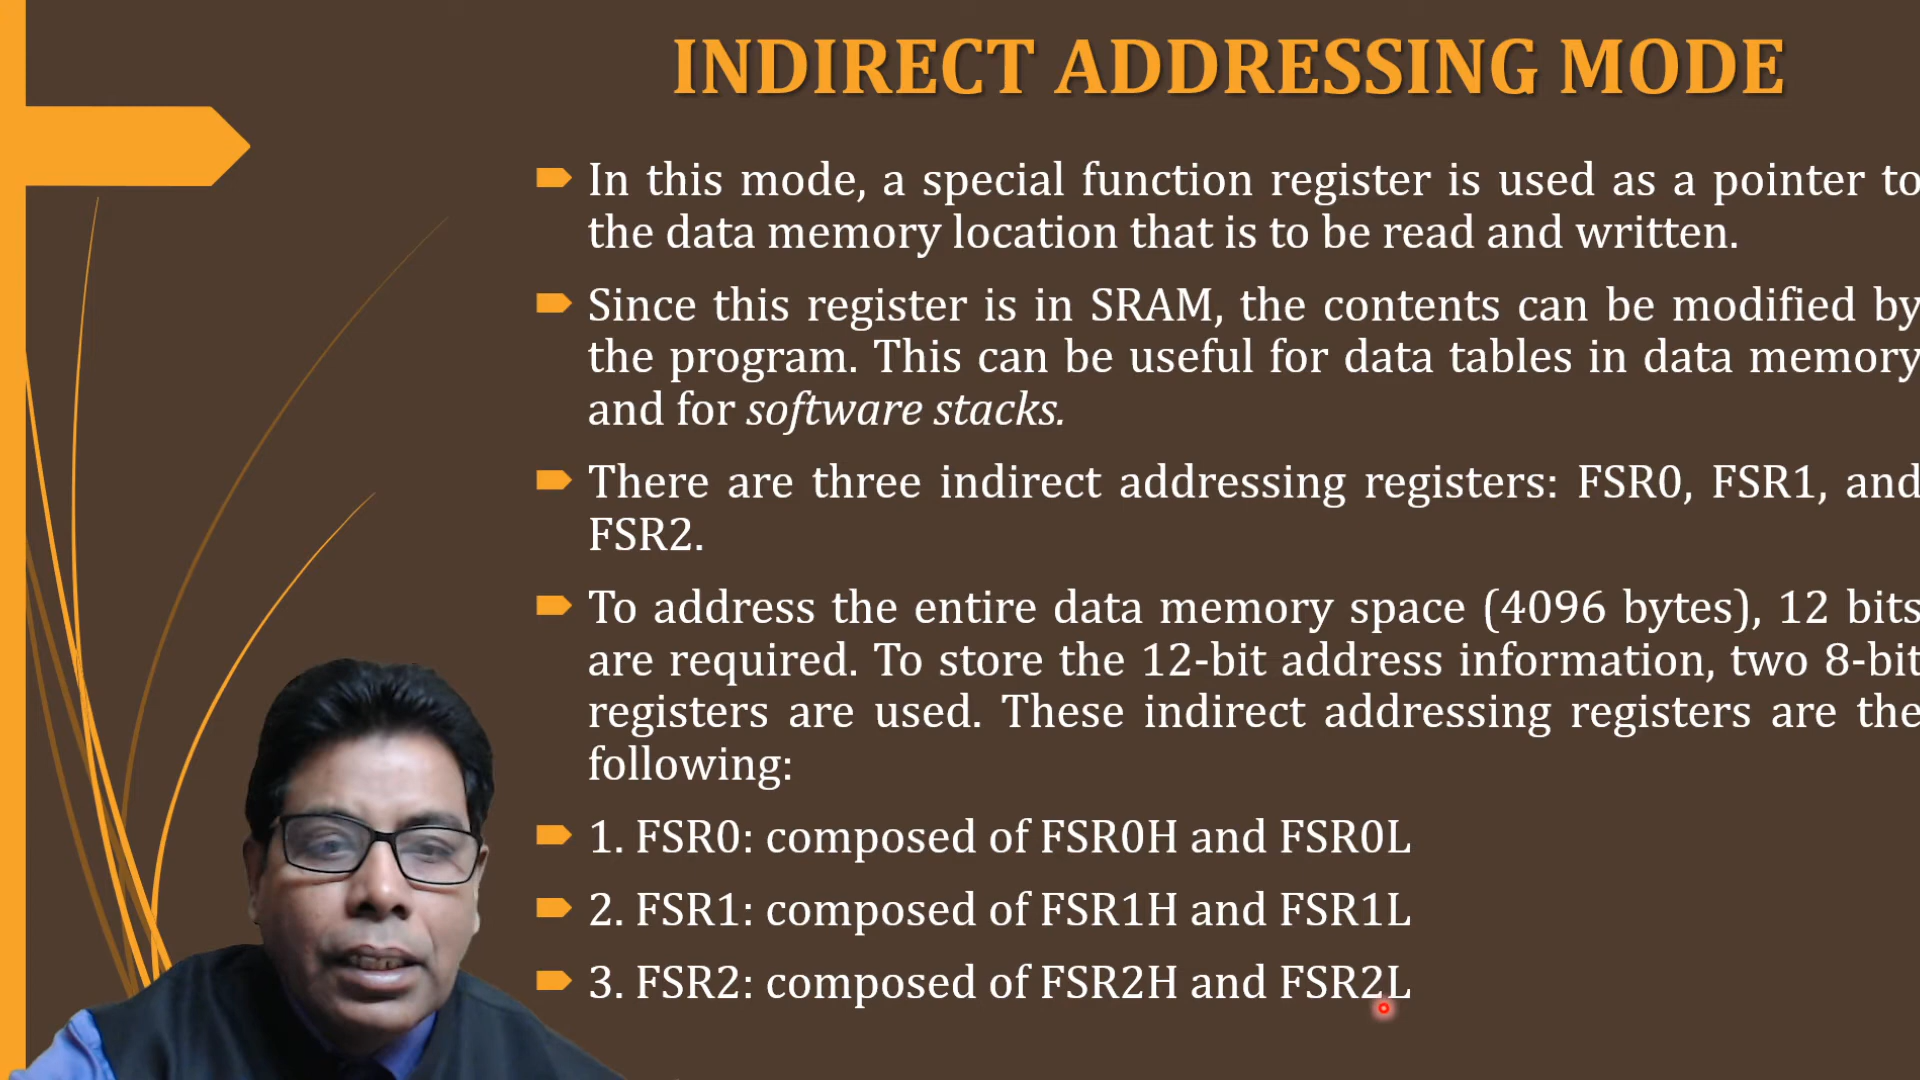 INDIRECT ADDRESSING MODE
In this mode, a special function register is used as a pointer to
the data memory location that is to be read and written.
Since this register is in SRAM, the contents can be modified by
the program. This can be useful for data tables in data memory
and for software stacks.
There are three indirect addressing registers: FSR0, FSR1, and
FSR2.
To address the entire data memory space (4096 bytes), 12 bits
are required. To store the 12-bit address information, two 8-bit
registers are used. These indirect addressing registers are the
following:
1. FSR0: composed of FSR0H and FSR0L
2. FSR1: composed of FSR1H and FSR1L
3. FSR2: composed of FSR2H and FSR2L